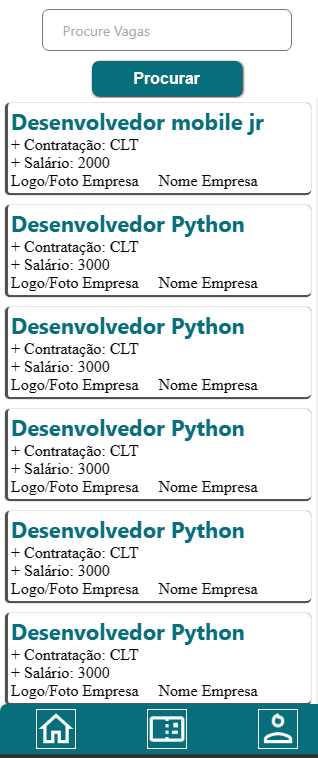 Procure Vagas
Procurar
Desenvolvedor mobile jr
+ Contratação: CLT
+ Salário: 2000
Logo/Foto Empresa Nome Empresa
Desenvolvedor Python
+ Contratação: CLT
+ Salário: 3000
Logo/Foto Empresa Nome Empresa
Desenvolvedor Python
+ Contratação: CLT
+ Salário: 3000
Logo/Foto Empresa Nome Empresa
Desenvolvedor Python
+ Contratação: CLT
+ Salário: 3000
Logo/Foto Empresa Nome Empresa
Desenvolvedor Python
+ Contratação: CLT
+ Salário: 3000
Logo/Foto Empresa Nome Empresa
Desenvolvedor Python
+ Contratação: CLT
+ Salário: 3000
Logo/Foto Empresa Nome Empresa